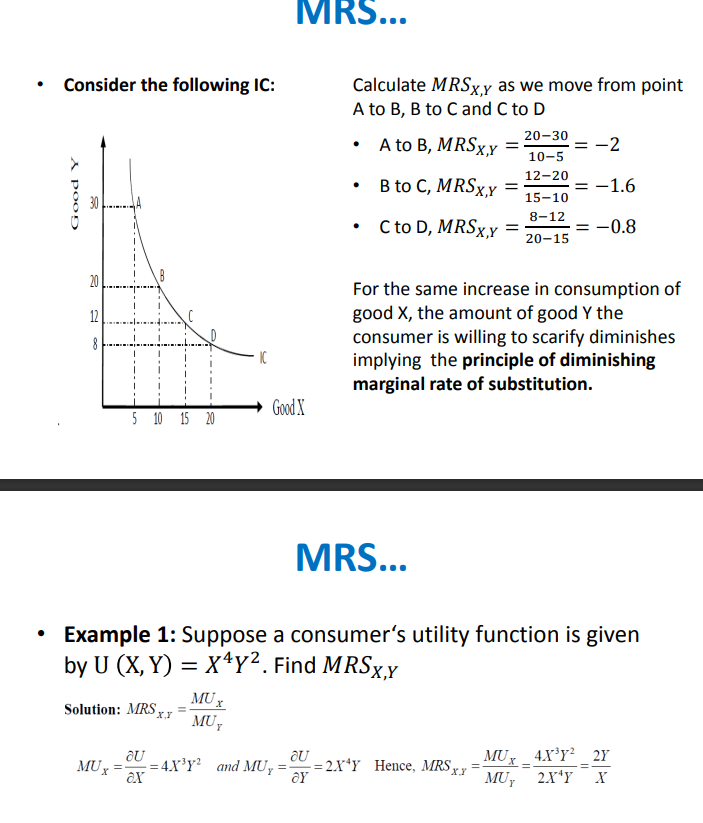 MRS...
• Consider the following IC:
Good Y
30
20
12
8
A
B
C
D
IC
5 10 15 20
Good X
.
Calculate MRS_{X,Y} as we move from point
A to B, B to C and C to D
• A to B, MRS_{X,Y} = \frac{20−30}{10−5} = −2
• B to C, MRS_{X,Y} = \frac{12−20}{15−10} = −1.6
• C to D, MRS_{X,Y} = \frac{8−12}{20−15} = −0.8
For the same increase in consumption of
good X, the amount of good Y the
consumer is willing to scarify diminishes
implying the principle of diminishing
marginal rate of substitution.
MRS...
• Example 1: Suppose a consumer‘s utility function is given
by U (X, Y) = X^4Y^2. Find MRS_{X,Y}
Solution: MRS_{X,Y} = \frac{MU_X}{MU_Y}
MU_X = \frac{∂U}{∂X} = 4X^3Y^2 and MU_Y = \frac{∂U}{∂Y} = 2X^4Y Hence, MRS_{X,Y} = \frac{MU_X}{MU_Y} = \frac{4X^3Y^2}{2X^4Y} = \frac{2Y}{X}